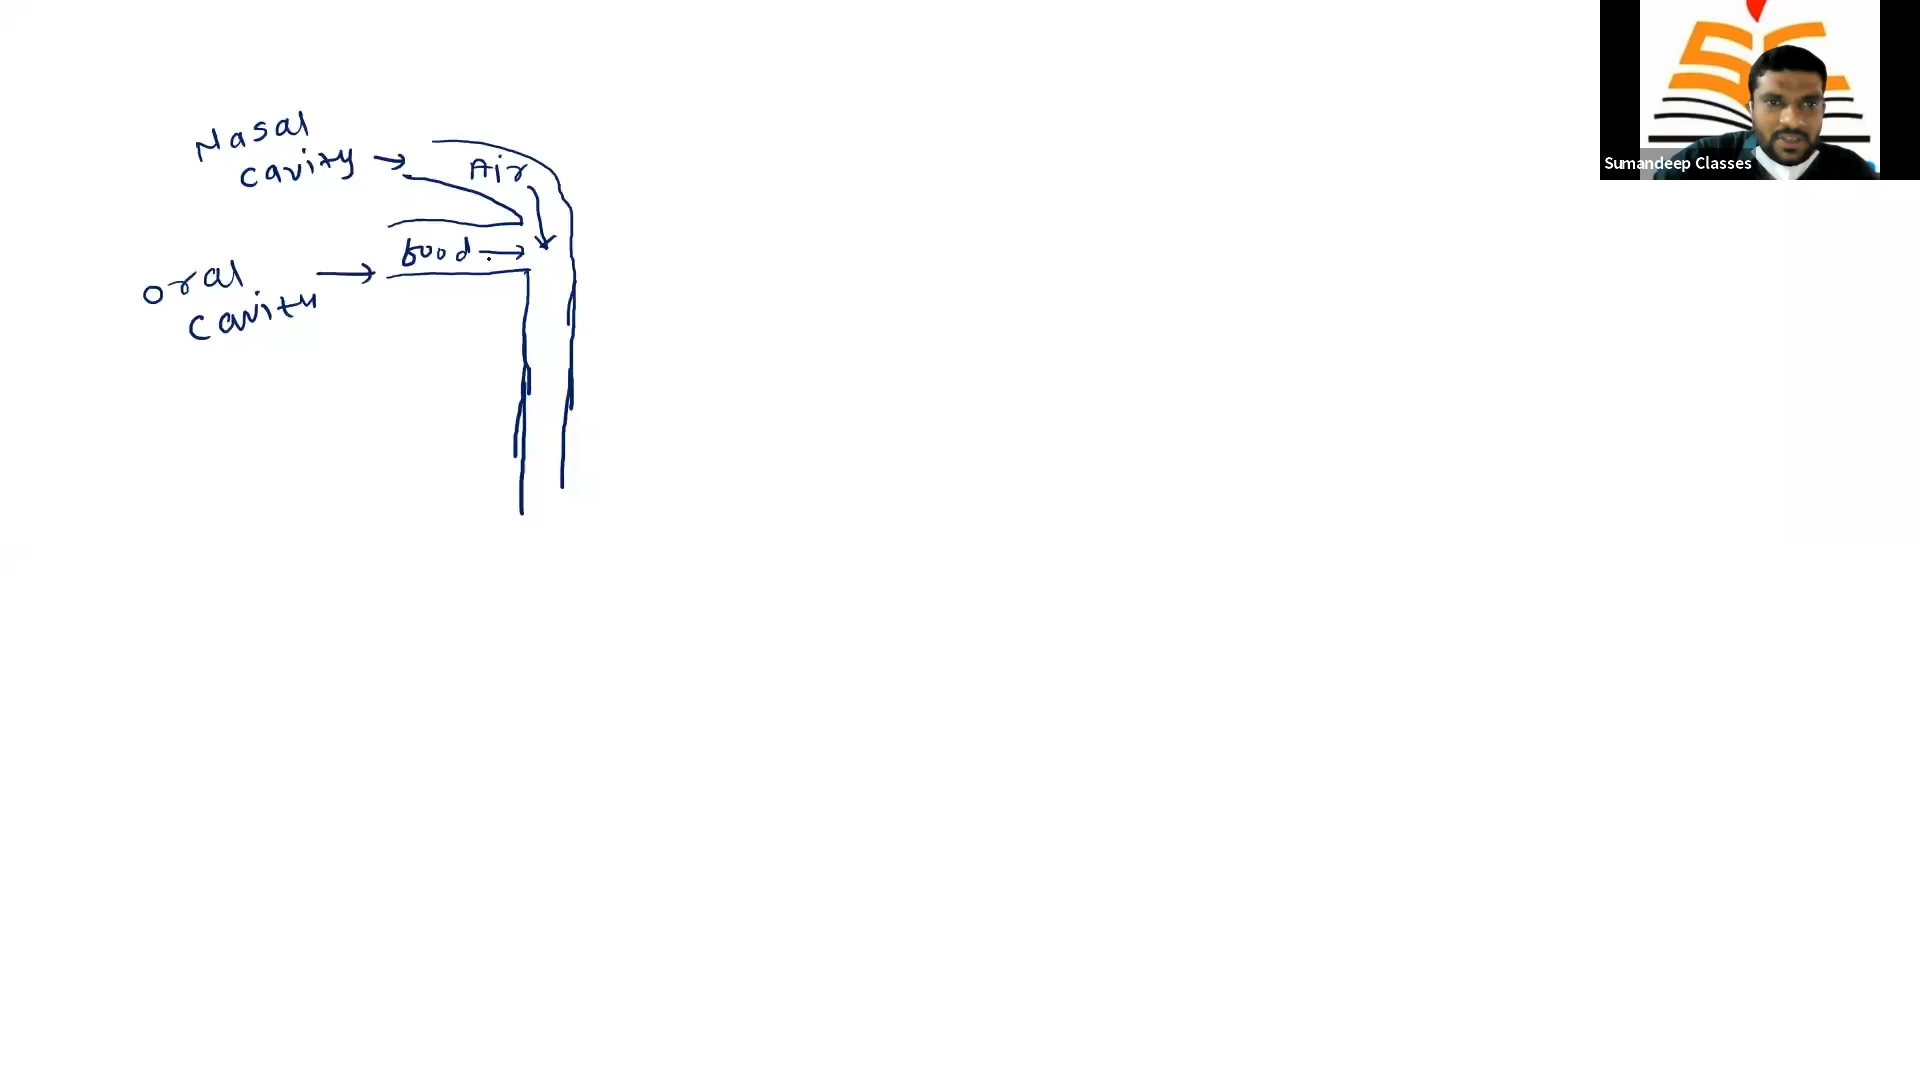 Nasal
cavity
Air
food
oral
cavity
Sumandeep Classes